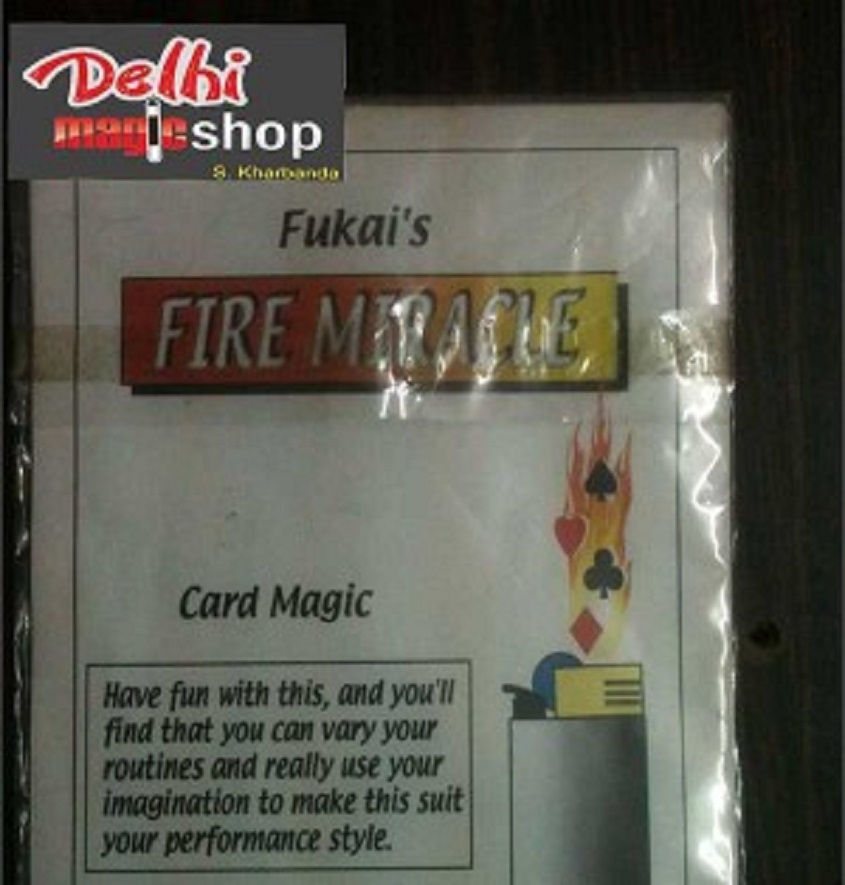 Delhi
magic shop
S. Kharbanda
Fukai's
FIRE MIRACLE
Card Magic
Have fun with this, and you'll
find that you can vary your
routines and really use your
imagination to make this suit
your performance style.